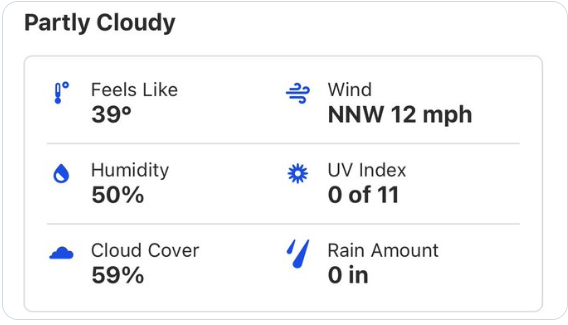 Partly Cloudy
Feels Like
39°
Wind
NNW 12 mph
Humidity
50%
UV Index
0 of 11
Cloud Cover
59%
Rain Amount
0 in